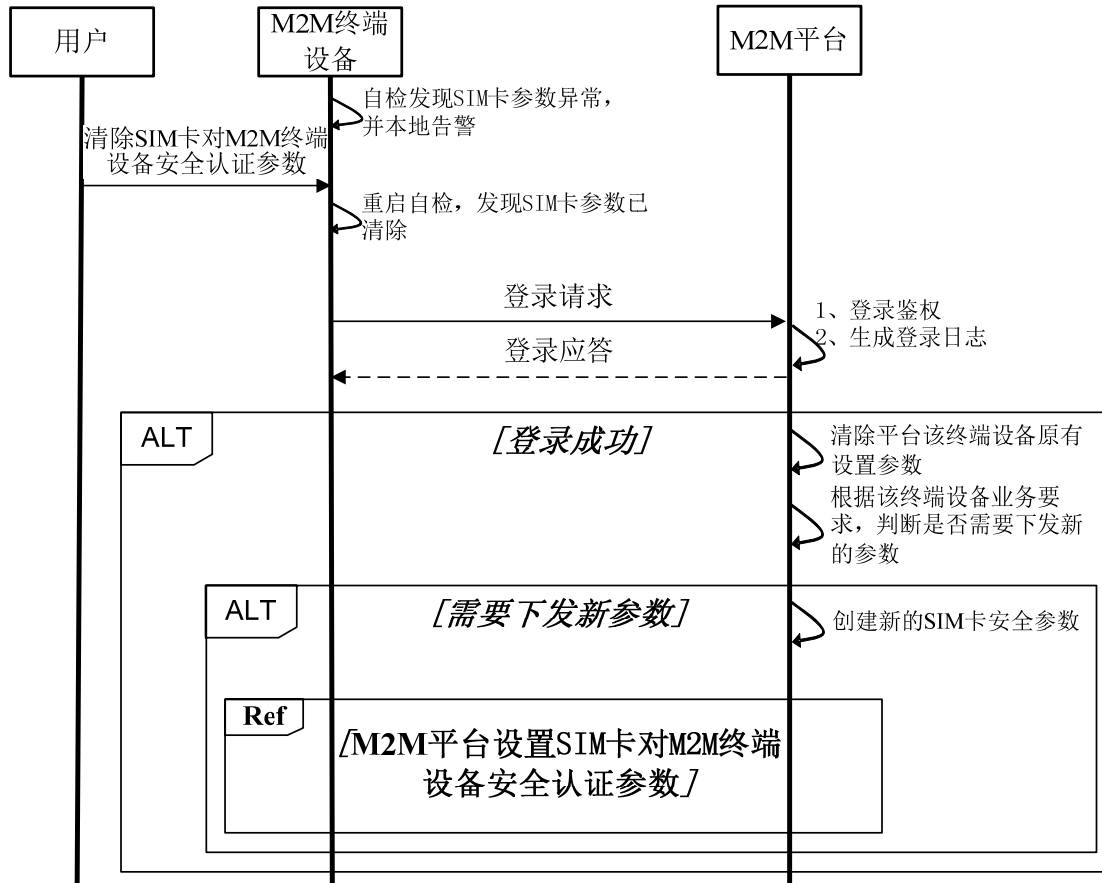 用户
M2M终端
设备
M2M平台
自检发现SIM卡参数异常，
并本地告警
清除SIM卡对M2M终端
设备安全认证参数
重启自检，发现SIM卡参数已
清除
登录请求
1、登录鉴权
2、生成登录日志
登录应答
ALT
[登录成功]
清除平台该终端设备原有
设置参数
根据该终端设备业务要
求，判断是否需要下发新
的参数
ALT
[需要下发新参数]
创建新的SIM卡安全参数
Ref
[M2M平台设置SIM卡对M2M终端
设备安全认证参数]